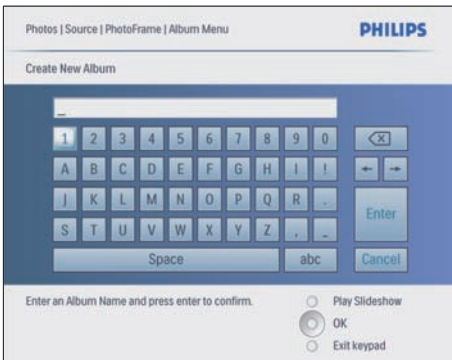 Photos | Source | PhotoFrame | Album Menu PHILIPS
Create New Album
_
1 2 3 4 5 6 7 8 9 0
A B C D E F G H I !
J K L M N O P Q R .
S T U V W X Y Z , _
Enter
Space abc Cancel
Enter an Album Name and press enter to confirm.
Play Slideshow
OK
Exit keypad